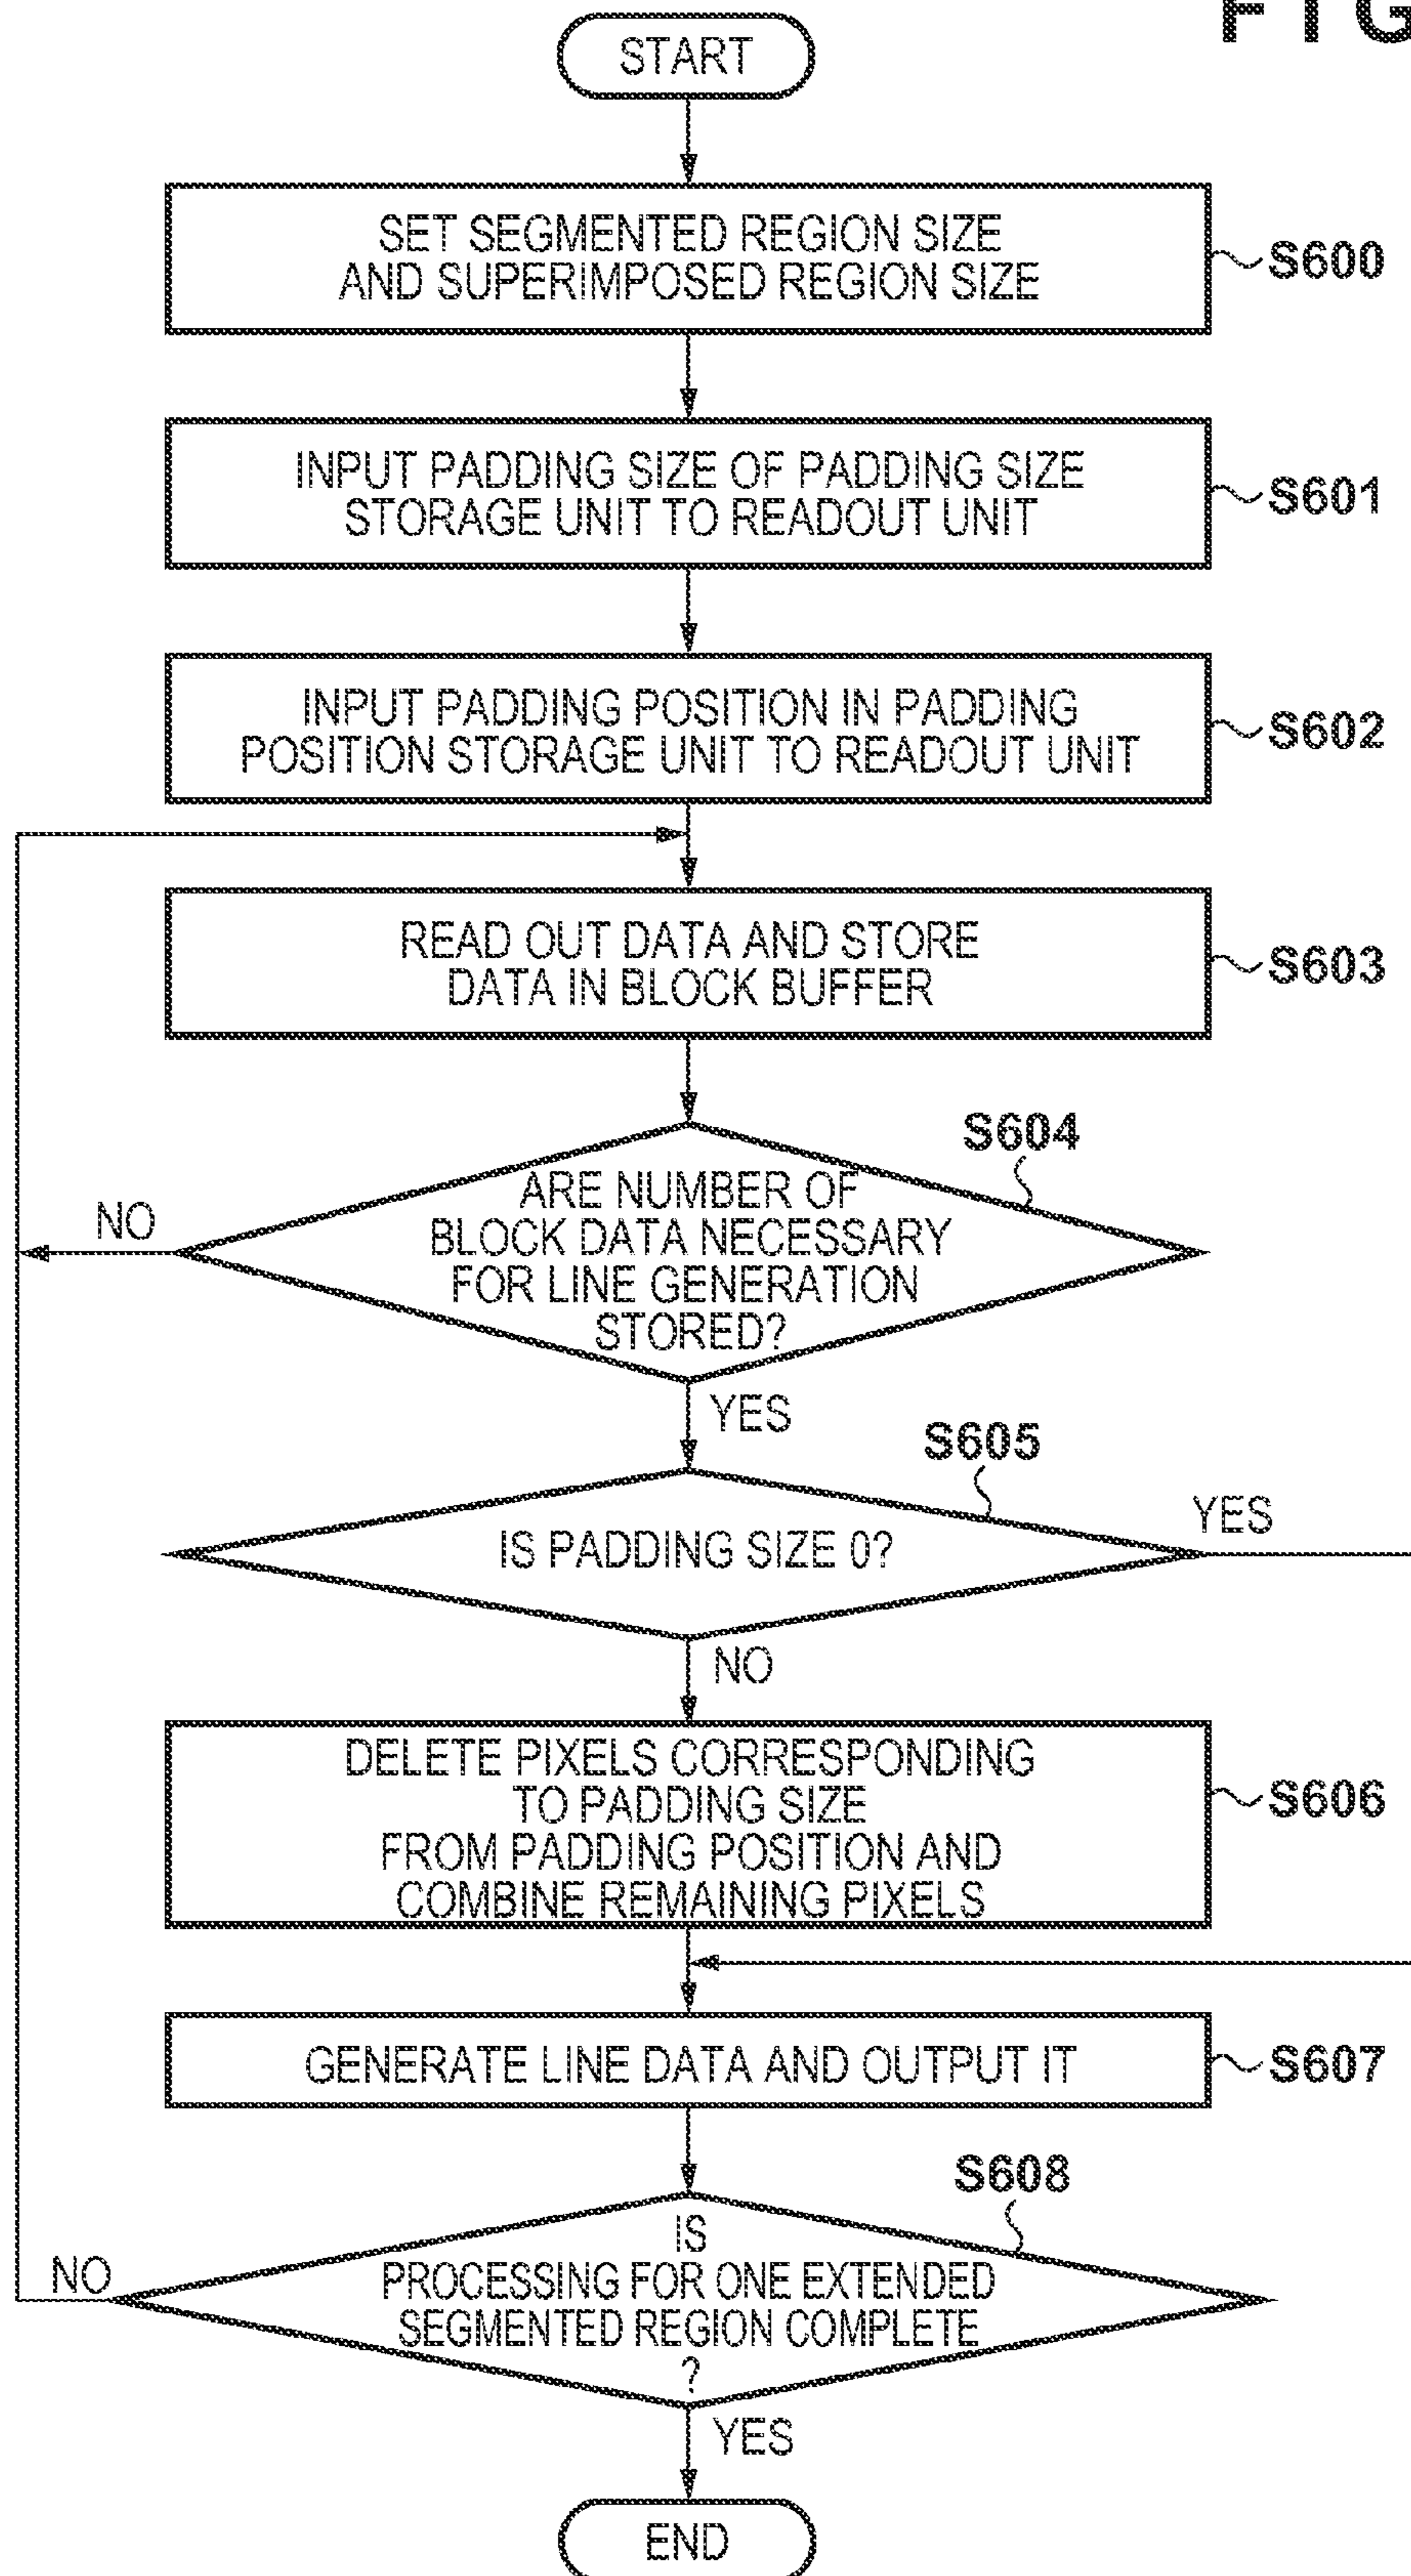 FIG
START
SET SEGMENTED REGION SIZE
AND SUPERIMPOSED REGION SIZE
S600
INPUT PADDING SIZE OF PADDING SIZE
STORAGE UNIT TO READOUT UNIT
S601
INPUT PADDING POSITION IN PADDING
POSITION STORAGE UNIT TO READOUT UNIT
S602
READ OUT DATA AND STORE
DATA IN BLOCK BUFFER
S603
S604
ARE NUMBER OF
BLOCK DATA NECESSARY
FOR LINE GENERATION
STORED?
NO
YES
S605
IS PADDING SIZE 0?
YES
NO
DELETE PIXELS CORRESPONDING
TO PADDING SIZE
FROM PADDING POSITION AND
COMBINE REMAINING PIXELS
S606
GENERATE LINE DATA AND OUTPUT IT
S607
S608
IS
PROCESSING FOR ONE EXTENDED
SEGMENTED REGION COMPLETE
?
NO
YES
END